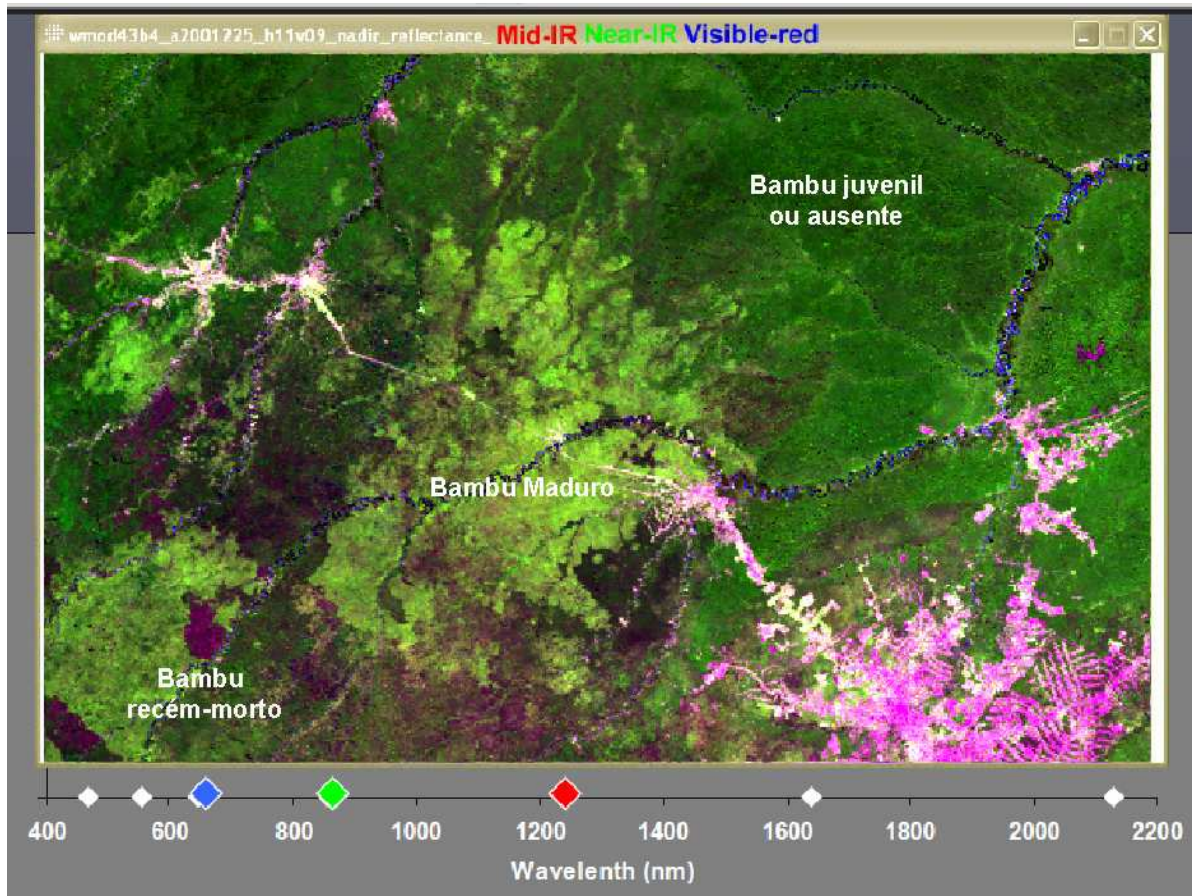 wmod43b4_a2001225_h11v09_nadir_reflectance_ Mid-IR Near-IR Visible-red
Bambu juvenil
ou ausente
Bambu Maduro
Bambu
recém-morto
400 600 800 1000 1200 1400 1600 1800 2000 2200
Wavelenth (nm)